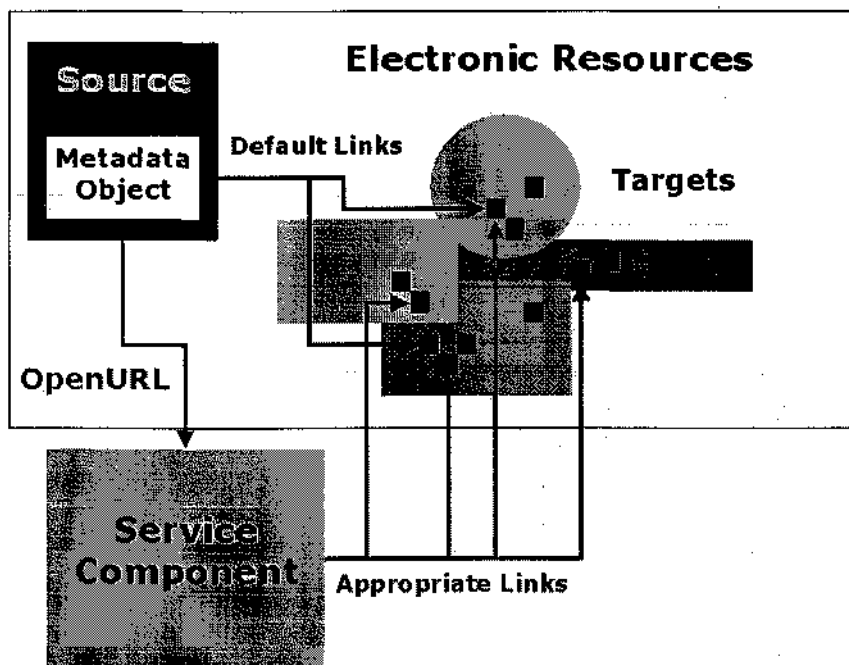 Source
Electronic Resources
Metadata
Object
Default Links
Targets
OpenURL
Service
Component
Appropriate Links